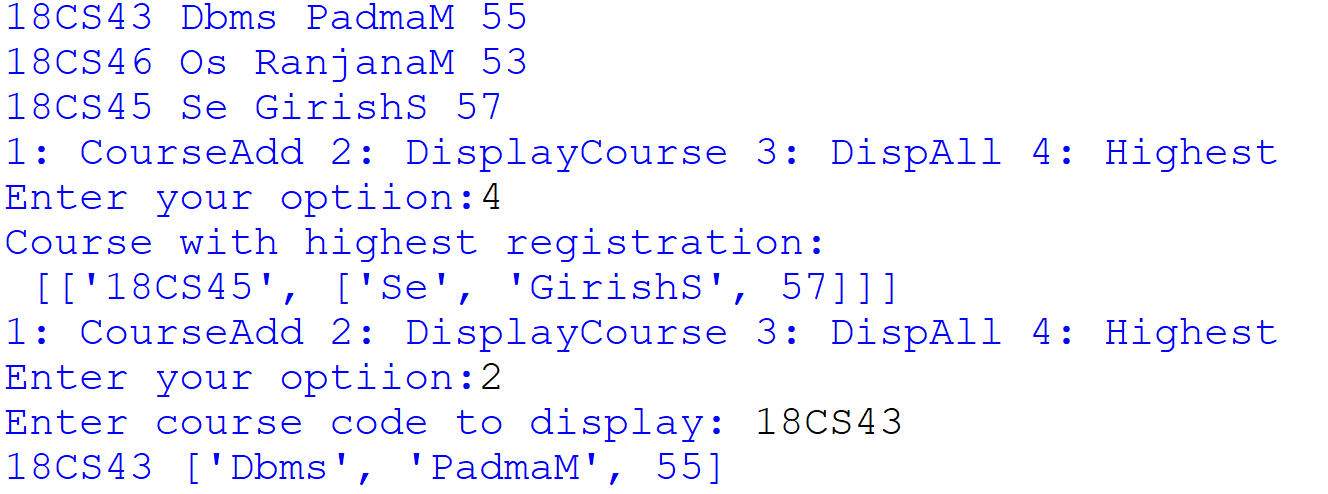 18CS43 Dbms PadmaM 55
18CS46 Os RanjanaM 53
18CS45 Se GirishS 57
1: CourseAdd 2: DisplayCourse 3: DispAll 4: Highest
Enter your optiion:4
Course with highest registration:
 [['18CS45', ['Se', 'GirishS', 57]]]
1: CourseAdd 2: DisplayCourse 3: DispAll 4: Highest
Enter your optiion:2
Enter course code to display: 18CS43
18CS43 ['Dbms', 'PadmaM', 55]